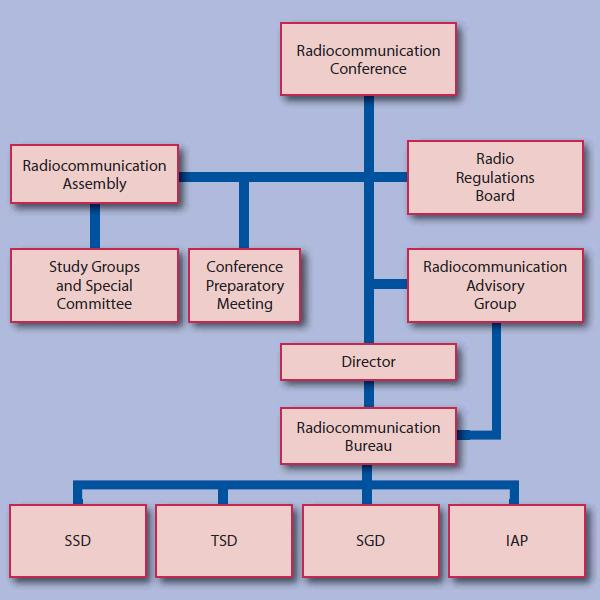 Radiocommunication
Conference
Radiocommunication
Assembly
Radio
Regulations
Board
Study Groups
and Special
Committee
Conference
Preparatory
Meeting
Radiocommunication
Advisory
Group
Director
Radiocommunication
Bureau
SSD
TSD
SGD
IAP